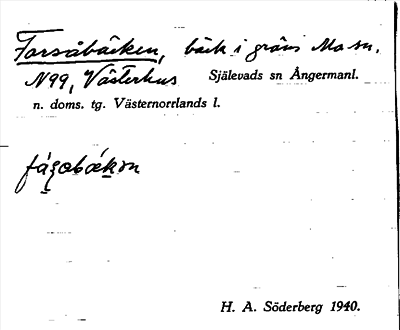 Forsåbäcken, bäck i gräns Mo sn,
N99, Västerhus Själevads sn Ångermanl.
n. doms. tg. Västernorrlands l.
H. A. Söderberg 1940.